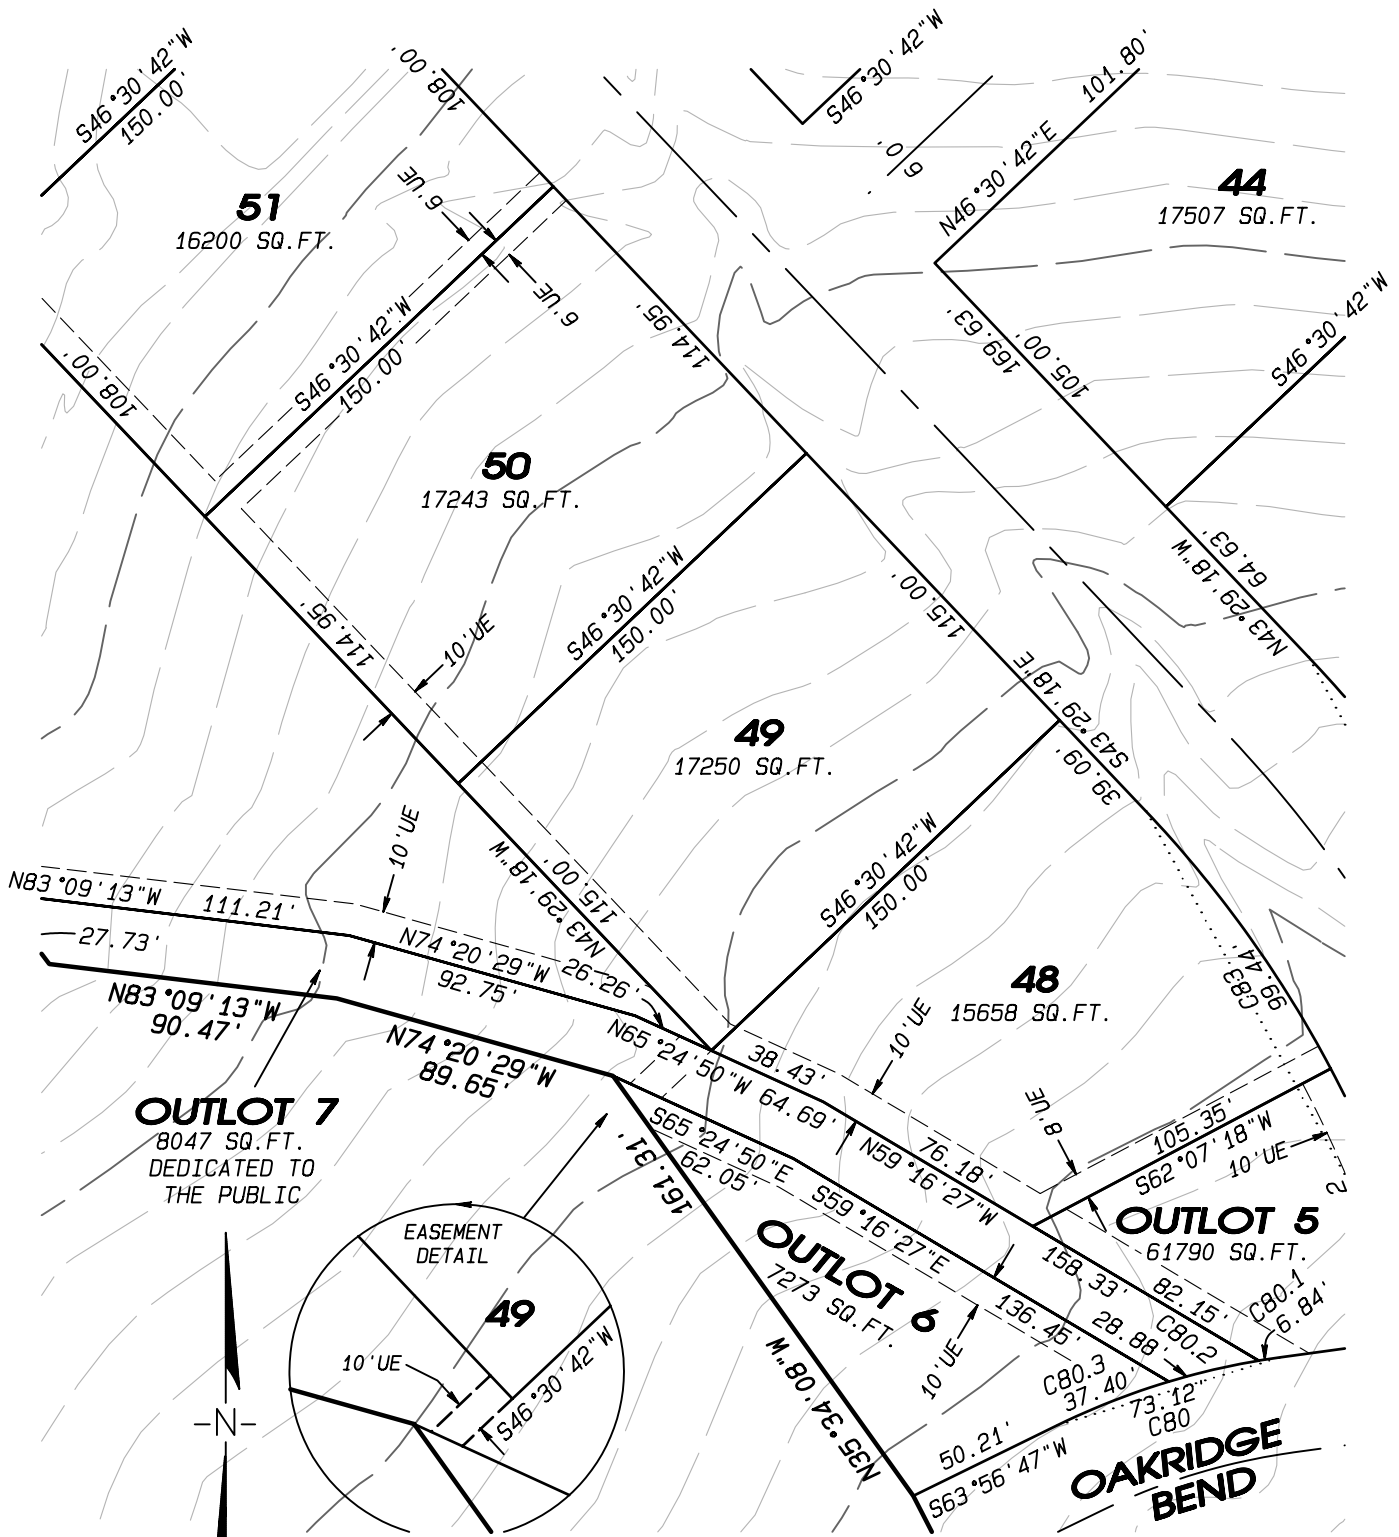 S46°30'42"W
150.00'
108.00'
S46°30'42"W
101.80'
N46°30'42"E
6.0'
51
16200 SQ.FT.
6'UE
6'UE
44
17507 SQ.FT.
S46°30'42"W
150.00'
108.00'
114.95'
169.63'
105.00'
S46°30'42"W
50
17243 SQ.FT.
S46°30'42"W
150.00'
114.95'
10'UE
115.00'
64.63'
N43°29'18"W
49
17250 SQ.FT.
S43°29'18"E
39.09'
S46°30'42"W
150.00'
10'UE
N43°29'18"W
115.00'
N83°09'13"W
111.21'
27.73'
N74°20'29"W
92.75'
26.26'
48
15658 SQ.FT.
C83
99.44'
N83°09'13"W
90.47'
N74°20'29"W
89.65'
N65°24'50"W
64.69'
38.43'
10'UE
8'UE
OUTLOT 7
8047 SQ.FT.
DEDICATED TO
THE PUBLIC
S65°24'50"E
62.05'
161.31'
N59°16'27"W
76.18'
105.35'
S62°07'18"W
10'UE
2
OUTLOT 5
61790 SQ.FT.
S59°16'27"E
OUTLOT 6
7273 SQ.FT.
158.33'
82.15'
C80.1
6.84'
136.45'
28.88'
C80.2
10'UE
C80.3
37.40'
73.12"
C80
EASEMENT
DETAIL
49
10'UE
S46°30'42"W
-N-
N35°34'08"W
50.21'
S63°56'47"W
OAKRIDGE
BEND